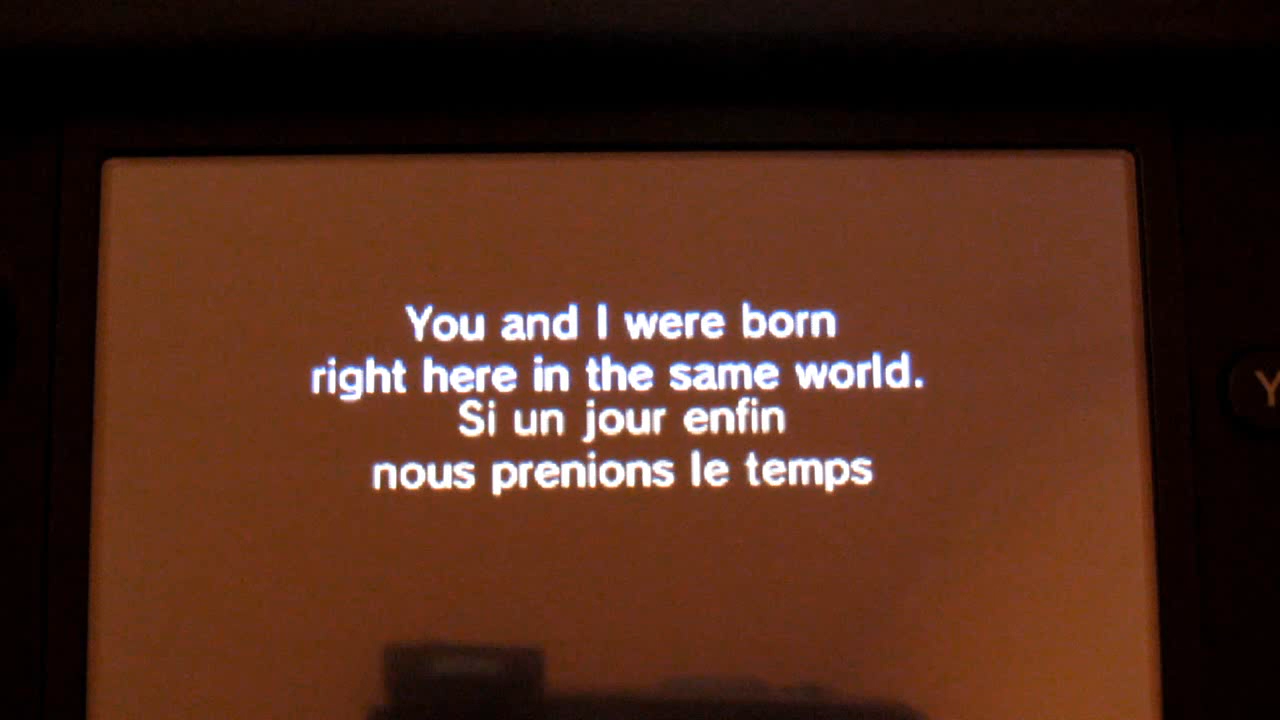 You and I were born
right here in the same world.
Si un jour enfin
nous prenions le temps
Y